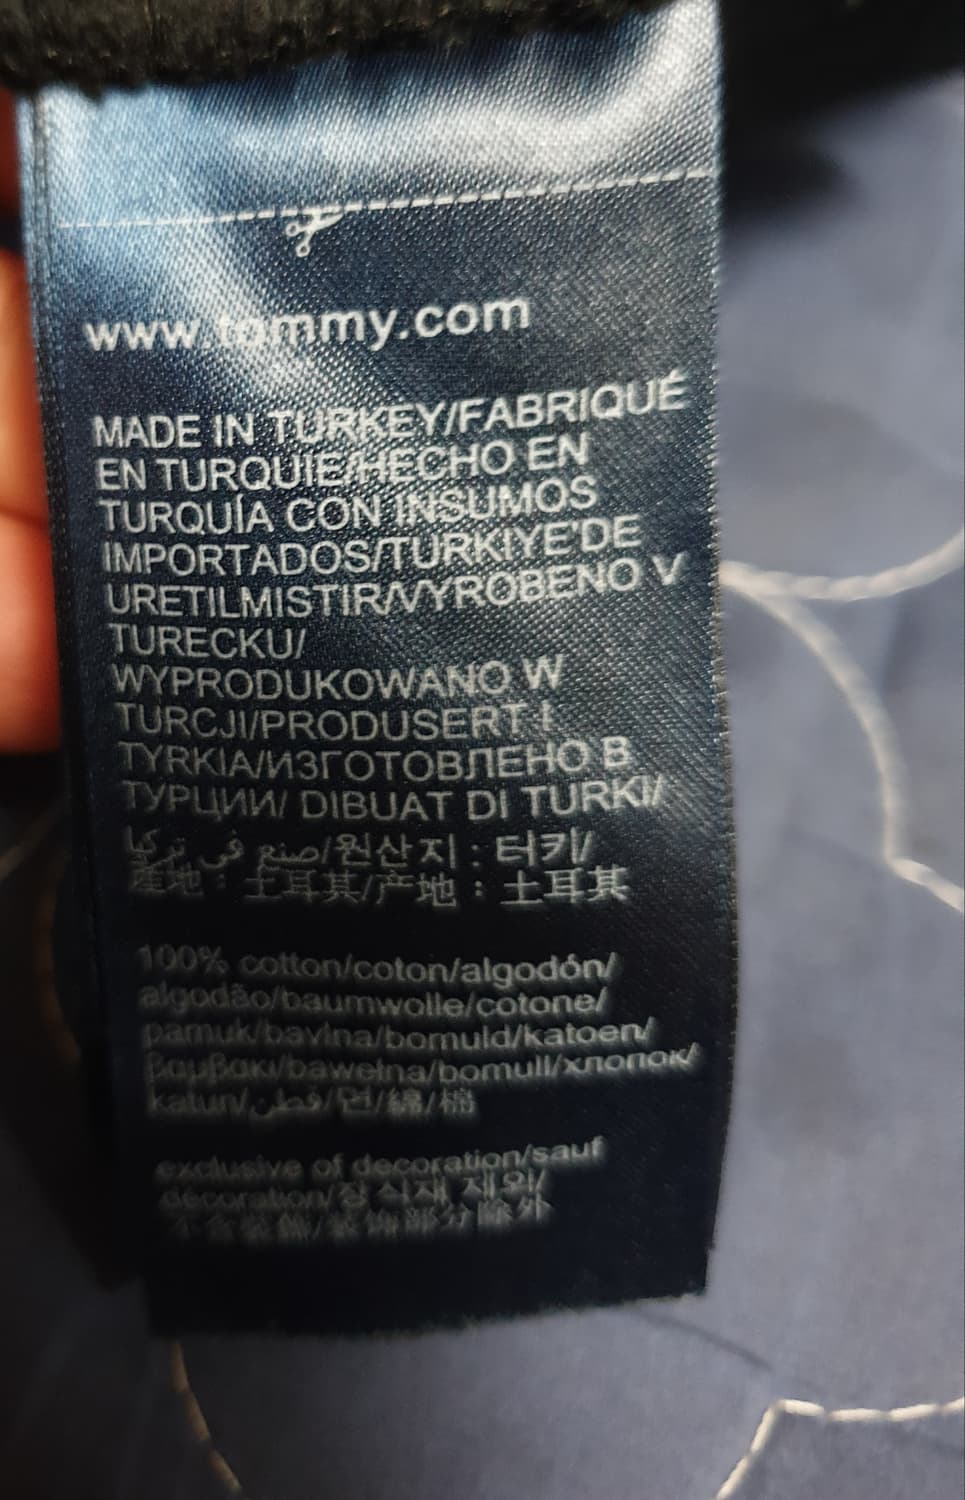 www.tommy.com
MADE IN TURKEY/FABRIQUÉ
EN TURQUIE/HECHO EN
TURQUÍA CON INSUMOS
IMPORTADOS/TURKIYE'DE
URETILMISTIR/VYROBENO V
TURECKU/
WYPRODUKOWANO W
TURCJI/PRODUSERT I
TYRKIA/ИЗГОТОВЛЕНО В
ТУРЦИИ/ DIBUAT DI TURKI/
صنع في تركيا/원산지 : 터키/
產地 : 土耳其/产地 : 土耳其
100% cotton/coton/algodón/
algodão/baumwolle/cotone/
pamuk/bavlna/bomuld/katoen/
βαμβακι/bawełna/bomull/хлопок/
katun/قطن/면/綿/棉
exclusive of decoration/sauf
décoration/장식재 제외/
不含裝飾/装饰部分除外